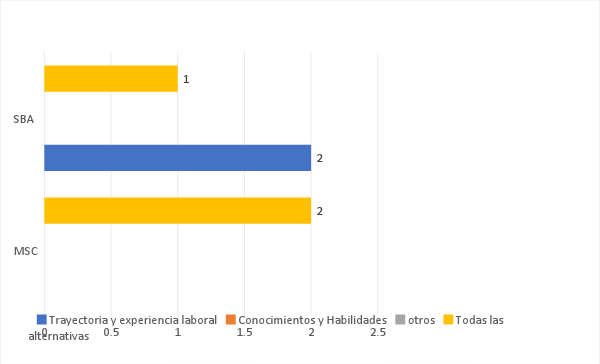 1
SBA
2
2
MSC
Trayectoria y experiencia laboral Conocimientos y Habilidades otros Todas las
alternativas
0 0.5 1 1.5 2 2.5